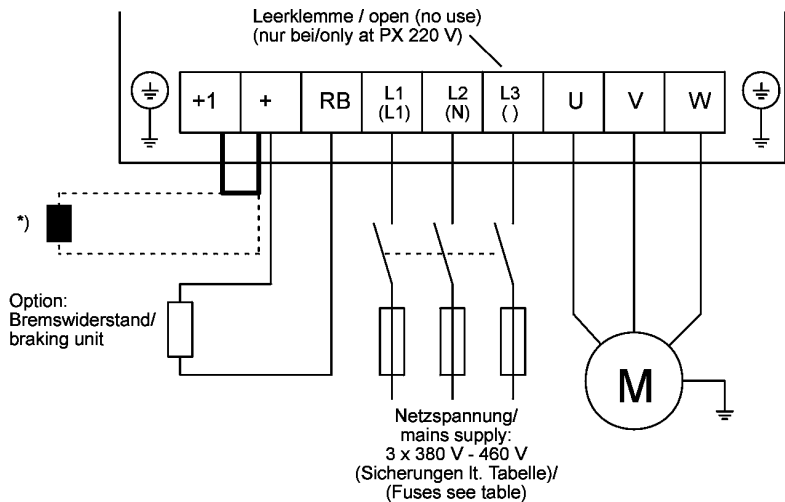 Leerklemme / open (no use)
(nur bei/only at PX 220 V)
+1 + RB L1 L2 L3 U V W
(L1) (N) ( )
*)
Option:
Bremswiderstand/
braking unit
M
Netzspannung/
mains supply:
3 x 380 V - 460 V
(Sicherungen lt. Tabelle)/
(Fuses see table)